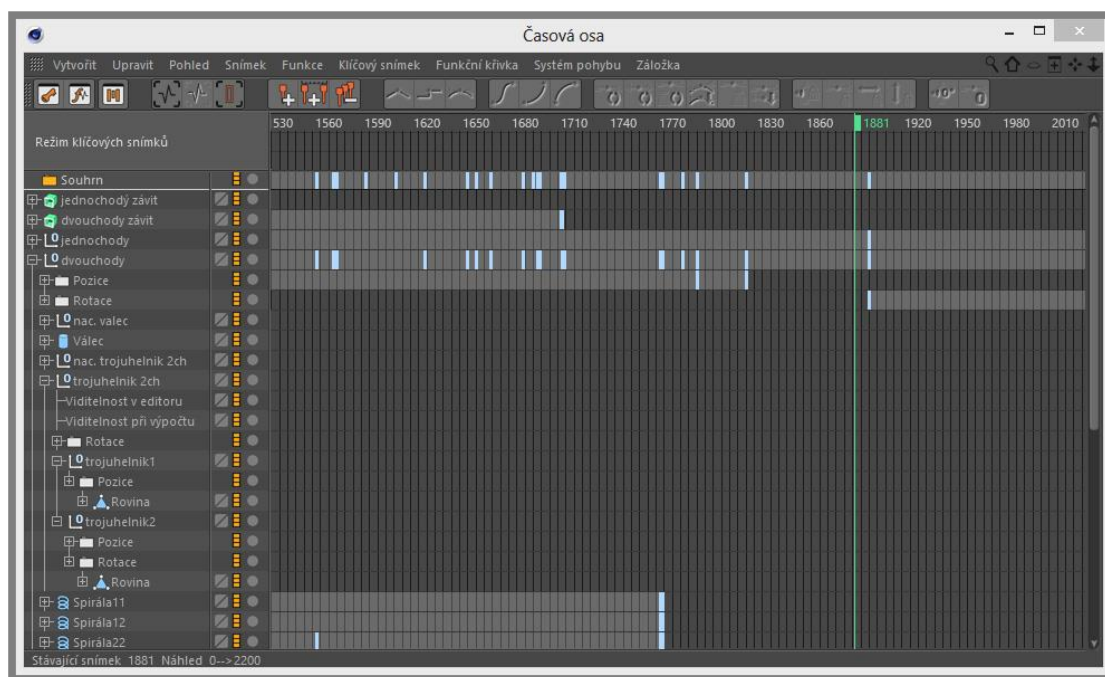 Časová osa
Vytvořit Upravit Pohled Snímek Funkce Klíčový snímek Funkční křivka Systém pohybu Záložka
530 1560 1590 1620 1650 1680 1710 1740 1770 1800 1830 1860 1881 1920 1950 1980 2010
Režim klíčových snímků
Souhrn
jednochodý závit
dvouchody závit
jednochody
dvouchody
Pozice
Rotace
nac. valec
Válec
nac. trojuhelnik 2ch
trojuhelnik 2ch
Viditelnost v editoru
Viditelnost při výpočtu
Rotace
trojuhelnik1
Pozice
Rovina
trojuhelnik2
Pozice
Rotace
Rovina
Spirála11
Spirála12
Spirála22
Stávající snímek 1881 Náhled 0-->2200